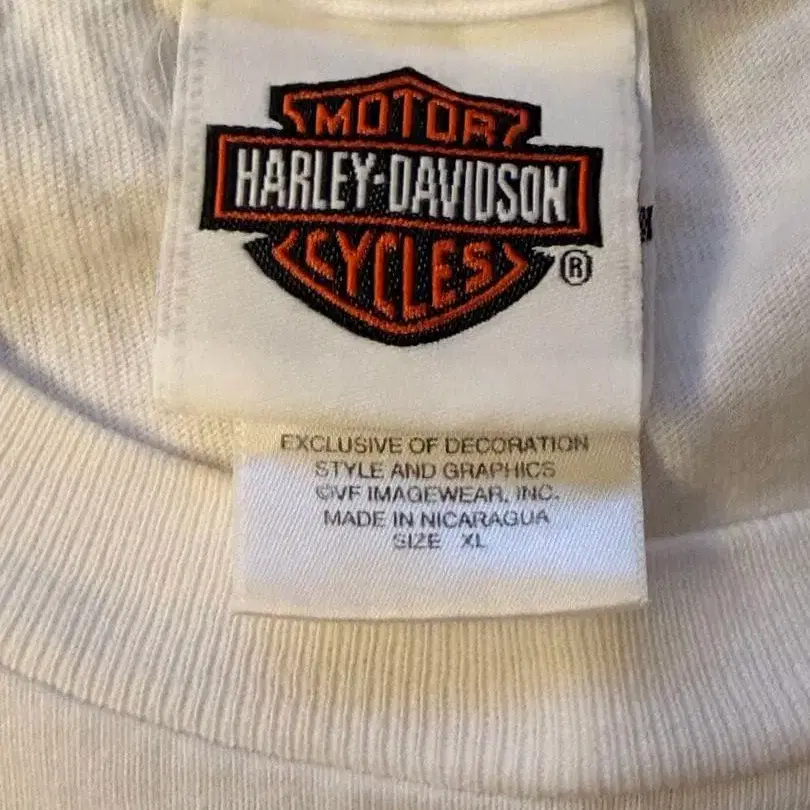 MOTOR
HARLEY-DAVIDSON
CYCLES
®
EXCLUSIVE OF DECORATION
STYLE AND GRAPHICS
©VF IMAGEWEAR, INC.
MADE IN NICARAGUA
SIZE XL